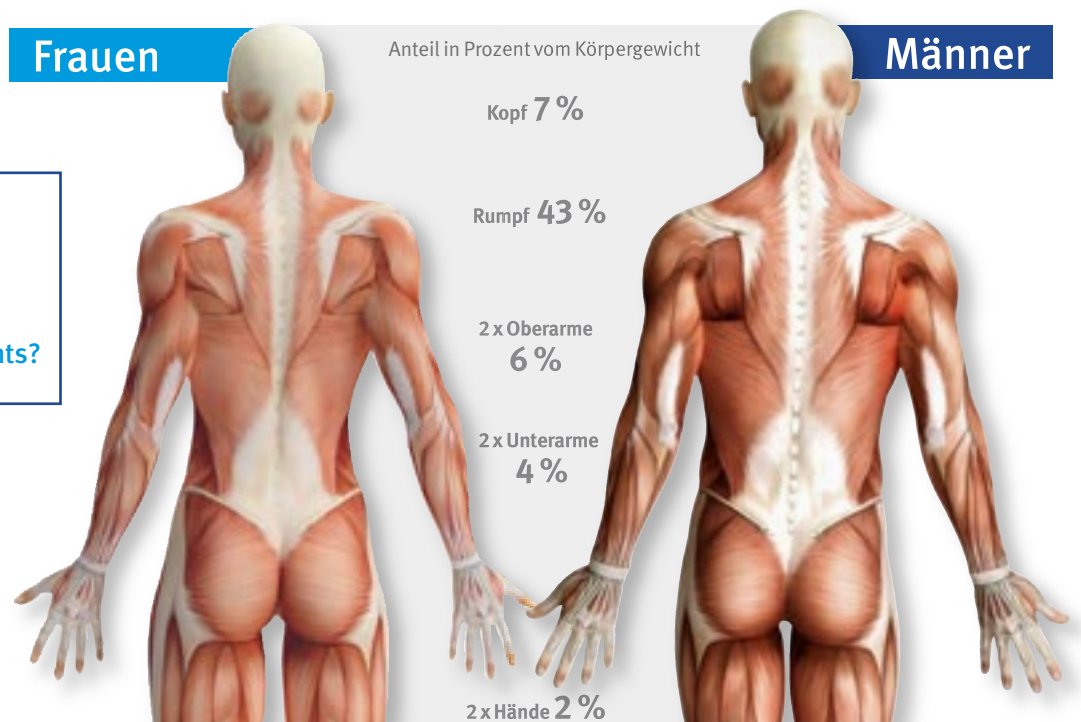 Frauen
Anteil in Prozent vom Körpergewicht
Männer
Kopf 7 %
Rumpf 43 %
2 x Oberarme
6 %
2 x Unterarme
4 %
2 x Hände 2 %